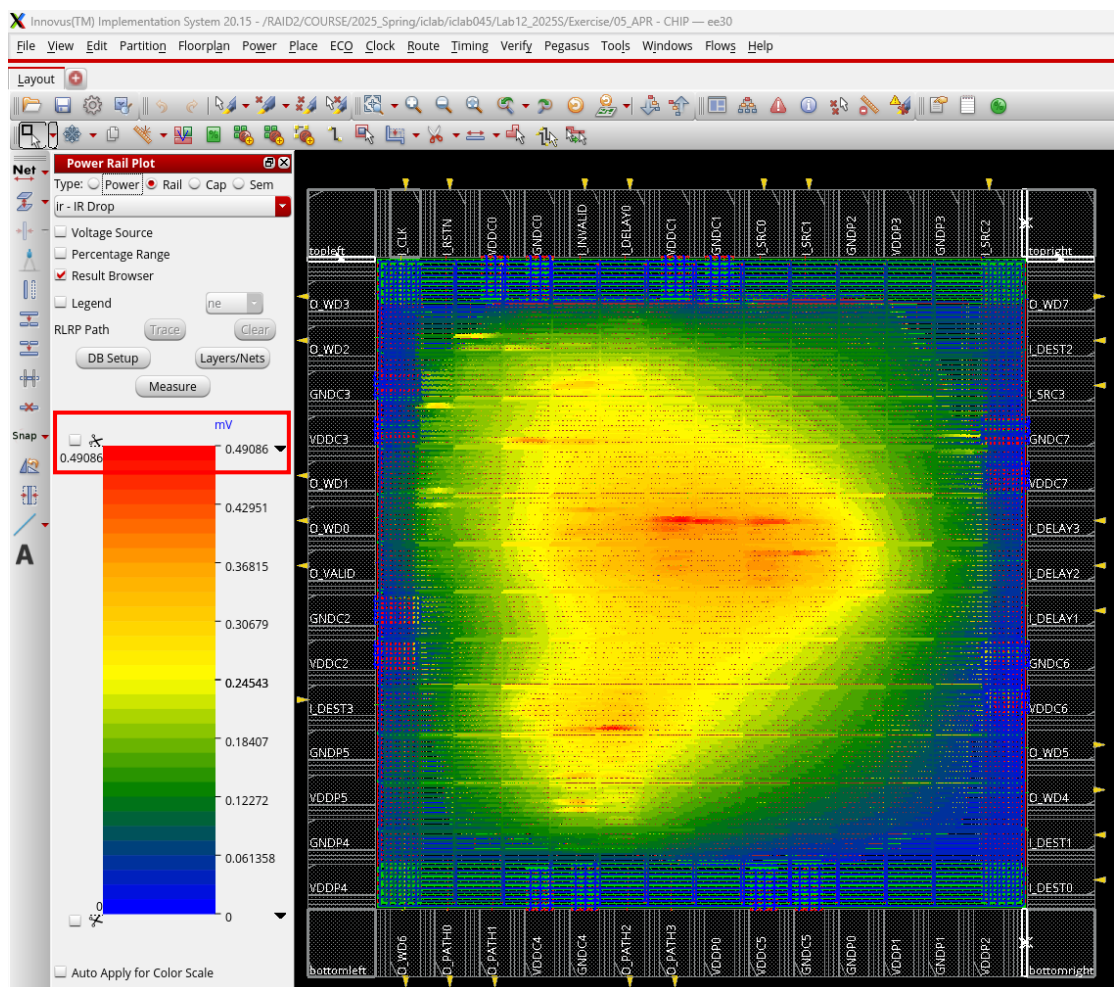 Innovus(TM) Implementation System 20.15 - /RAID2/COURSE/2025_Spring/iclab/iclab045/Lab12_2025S/Exercise/05_APR - CHIP — ee30
File View Edit Partition Floorplan Power Place ECO Clock Route Timing Verify Pegasus Tools Windows Flows Help
Layout
Net
Snap
A
Power Rail Plot
Type: Power Rail Cap Sem
ir - IR Drop
Voltage Source
Percentage Range
Result Browser
Legend ne
RLRP Path Trace Clear
DB Setup Layers/Nets
Measure
mV
0.49086 0.49086
0.42951
0.36815
0.30679
0.24543
0.18407
0.12272
0.061358
0 0
Auto Apply for Color Scale
topleft I_CLK I_RSTN VDDC0 GNDC0 I_INVALID I_DELAY0 VDDC1 GNDC1 I_SRC0 I_SRC1 GNDP2 VDDP3 GNDP3 I_SRC2 topright
O_WD3 O_WD7
O_WD2 I_DEST2
GNDC3 I_SRC3
VDDC3 GNDC7
O_WD1 VDDC7
O_WD0 I_DELAY3
O_VALID I_DELAY2
GNDC2 I_DELAY1
VDDC2 GNDC6
I_DEST3 VDDC6
GNDP5 O_WD5
VDDP5 O_WD4
GNDP4 I_DEST1
VDDP4 I_DEST0
bottomleft O_WD6 O_PATH0 O_PATH1 VDDC4 GNDC4 O_PATH2 O_PATH3 VDDP0 VDDC5 GNDC5 GNDP0 VDDP1 GNDP1 VDDP2 bottomright